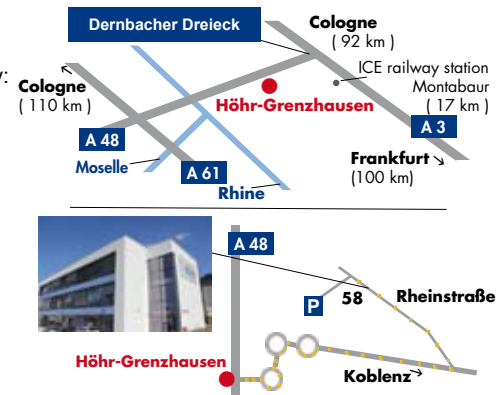 Dernbacher Dreieck
Cologne
( 92 km )
y:
Cologne
( 110 km )
ICE railway station
Montabaur
( 17 km )
Höhr-Grenzhausen
A 48
A 3
Moselle
A 61
Rhine
Frankfurt
(100 km)
A 48
P
58
Rheinstraße
Höhr-Grenzhausen
Koblenz